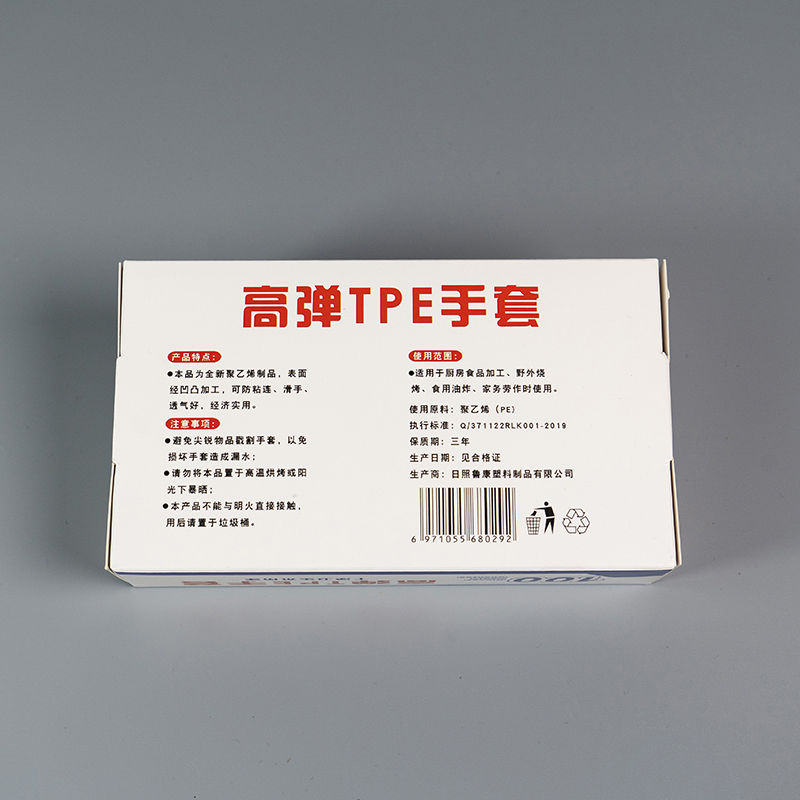 高弹TPE手套
产品特点：
●本品为全新聚乙烯制品，表面
经凹凸加工，可防粘连、滑手、
透气好，经济实用。
注意事项：
●避免尖锐物品戳割手套，以免
损坏手套造成漏水；
●请勿将本品置于高温烘烤或阳
光下暴晒；
●本产品不能与明火直接接触，
用后请置于垃圾桶。
使用范围：
●适用于厨房食品加工、野外烧
烤、食用油炸、家务劳作时使用。
使用原料：聚乙烯（PE）
执行标准：Q/371122RLK001-2019
保质期：三年
生产日期：见合格证
生产商：日照鲁康塑料制品有限公司
6 971055 680292
高弹TPE手套
100